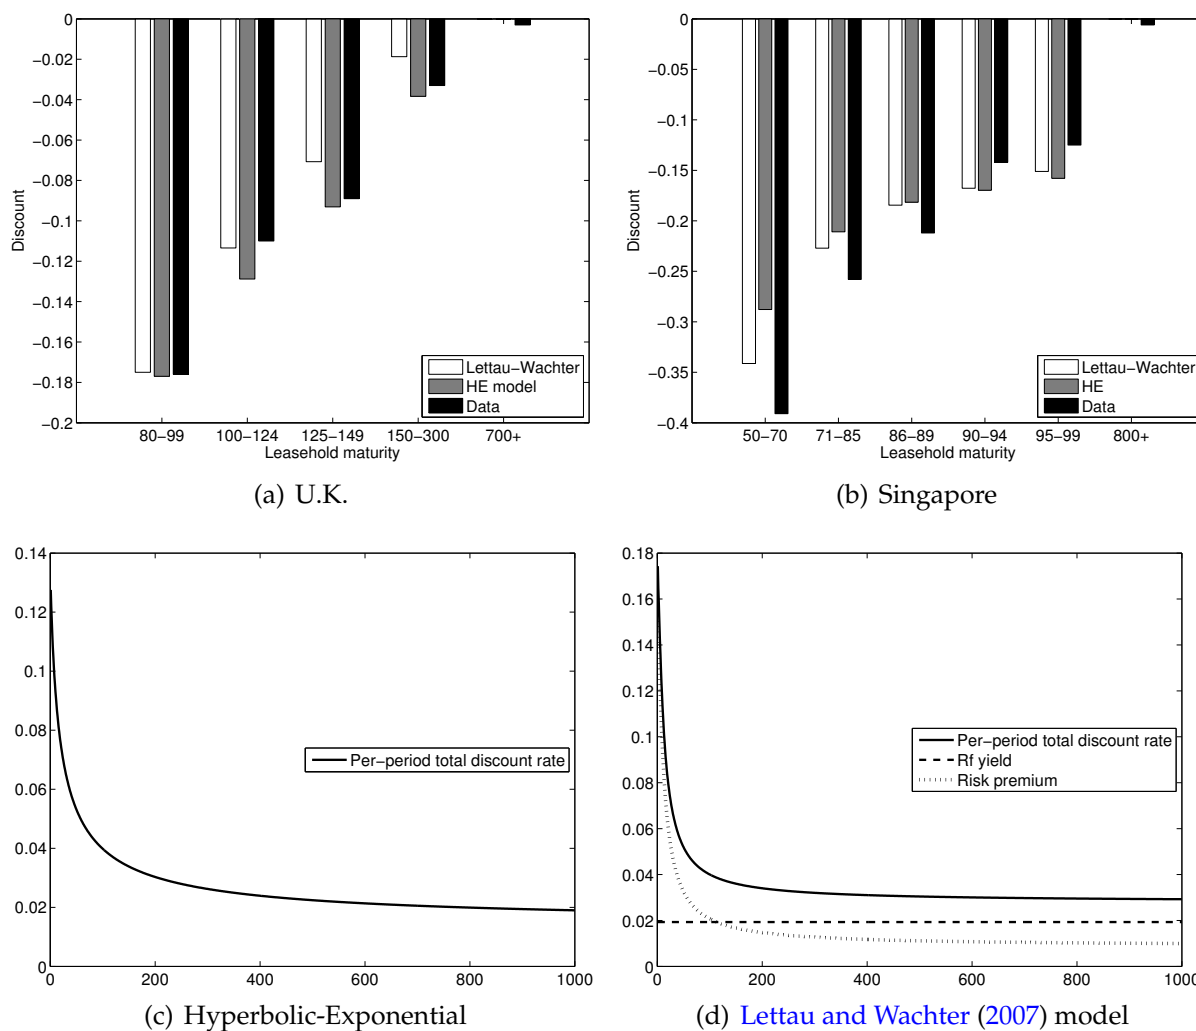 0
−0.02
−0.04
−0.06
−0.08
−0.1
−0.12
−0.14
−0.16
−0.18
−0.2
Discount
80−99 100−124 125−149 150−300 700+
Leasehold maturity
Lettau−Wachter
HE model
Data
(a) U.K.
0
−0.05
−0.1
−0.15
−0.2
−0.25
−0.3
−0.35
−0.4
Discount
50−70 71−85 86−89 90−94 95−99 800+
Leasehold maturity
Lettau−Wachter
HE
Data
(b) Singapore
0.14
0.12
0.1
0.08
0.06
0.04
0.02
0
0 200 400 600 800 1000
Per−period total discount rate
(c) Hyperbolic-Exponential
0.18
0.16
0.14
0.12
0.1
0.08
0.06
0.04
0.02
0
0 200 400 600 800 1000
Per−period total discount rate
Rf yield
Risk premium
(d) Lettau and Wachter (2007) model